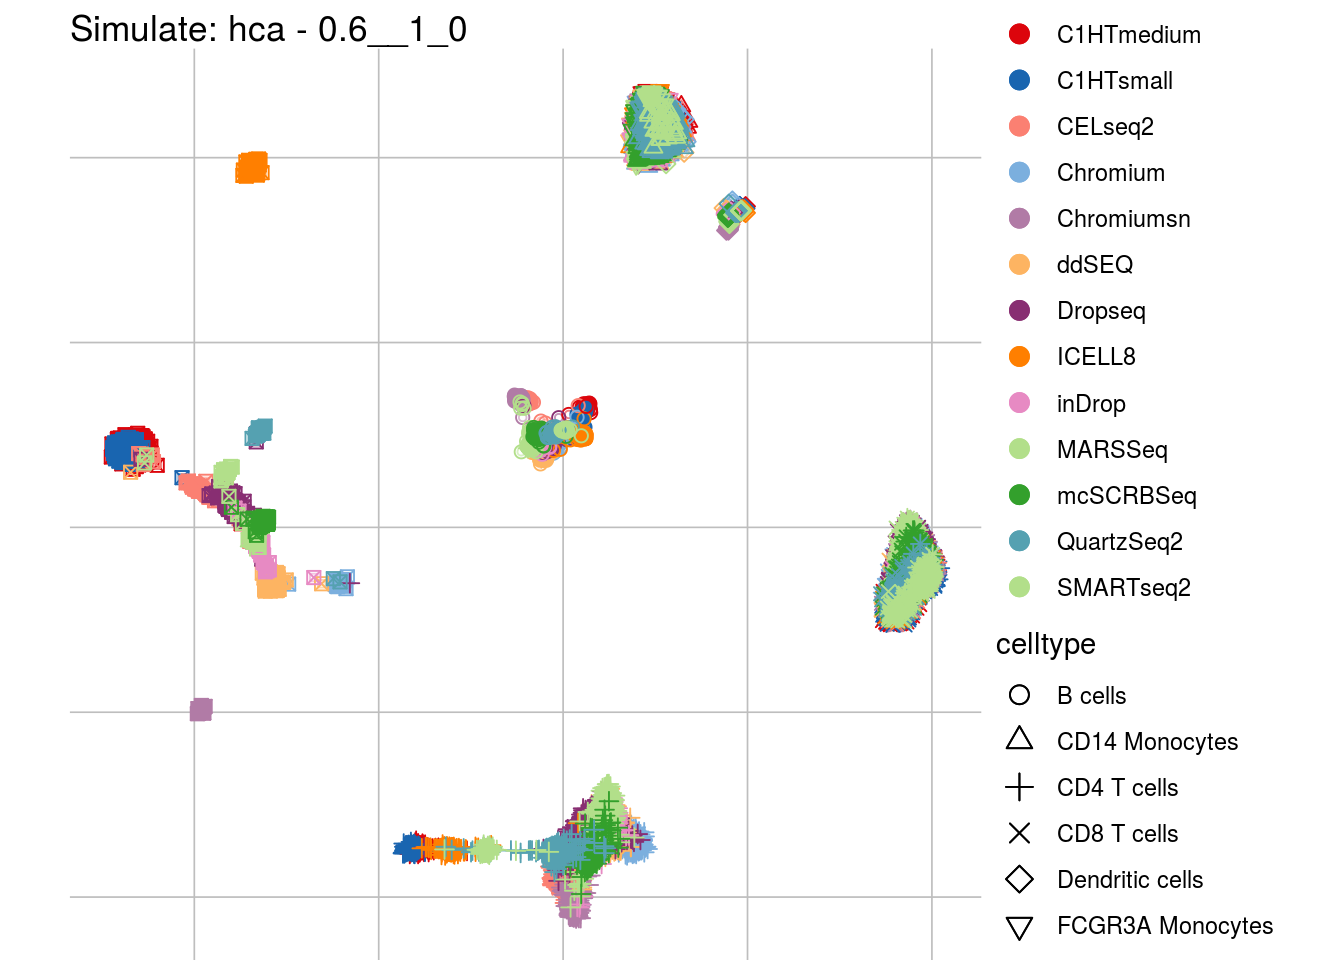 Simulate: hca - 0.6__1_0
C1HTmedium
C1HTsmall
CELseq2
Chromium
Chromiumsn
ddSEQ
Dropseq
ICELL8
inDrop
MARSSeq
mcSCRBSeq
QuartzSeq2
SMARTseq2
celltype
B cells
CD14 Monocytes
CD4 T cells
CD8 T cells
Dendritic cells
FCGR3A Monocytes